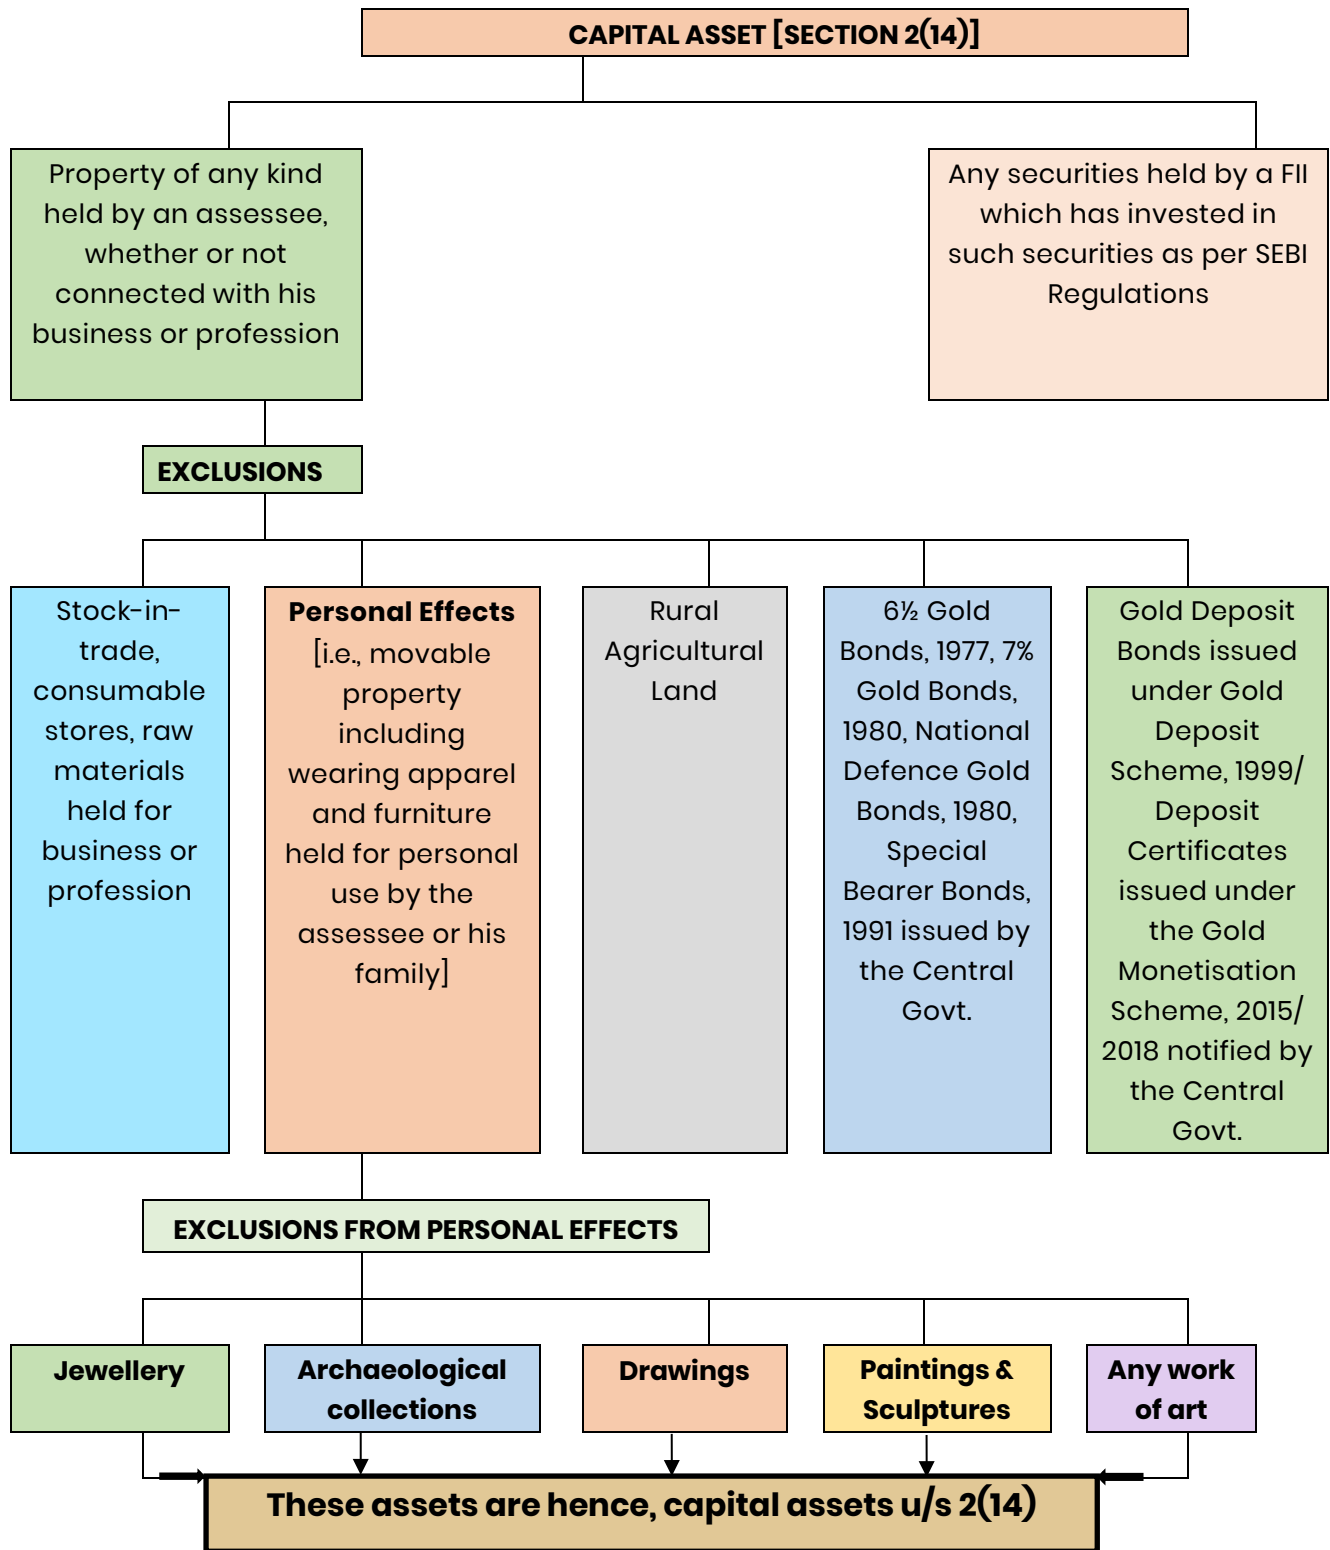 CAPITAL ASSET [SECTION 2(14)]
Property of any kind
held by an assessee,
whether or not
connected with his
business or profession
Any securities held by a FII
which has invested in
such securities as per SEBI
Regulations
EXCLUSIONS
Stock-in-
trade,
consumable
stores, raw
materials
held for
business or
profession
Personal Effects
[i.e., movable
property
including
wearing apparel
and furniture
held for personal
use by the
assessee or his
family]
Rural
Agricultural
Land
6½ Gold
Bonds, 1977, 7%
Gold Bonds,
1980, National
Defence Gold
Bonds, 1980,
Special
Bearer Bonds,
1991 issued by
the Central
Govt.
Gold Deposit
Bonds issued
under Gold
Deposit
Scheme, 1999/
Deposit
Certificates
issued under
the Gold
Monetisation
Scheme, 2015/
2018 notified by
the Central
Govt.
EXCLUSIONS FROM PERSONAL EFFECTS
Jewellery
Archaeological
collections
Drawings
Paintings &
Sculptures
Any work
of art
These assets are hence, capital assets u/s 2(14)